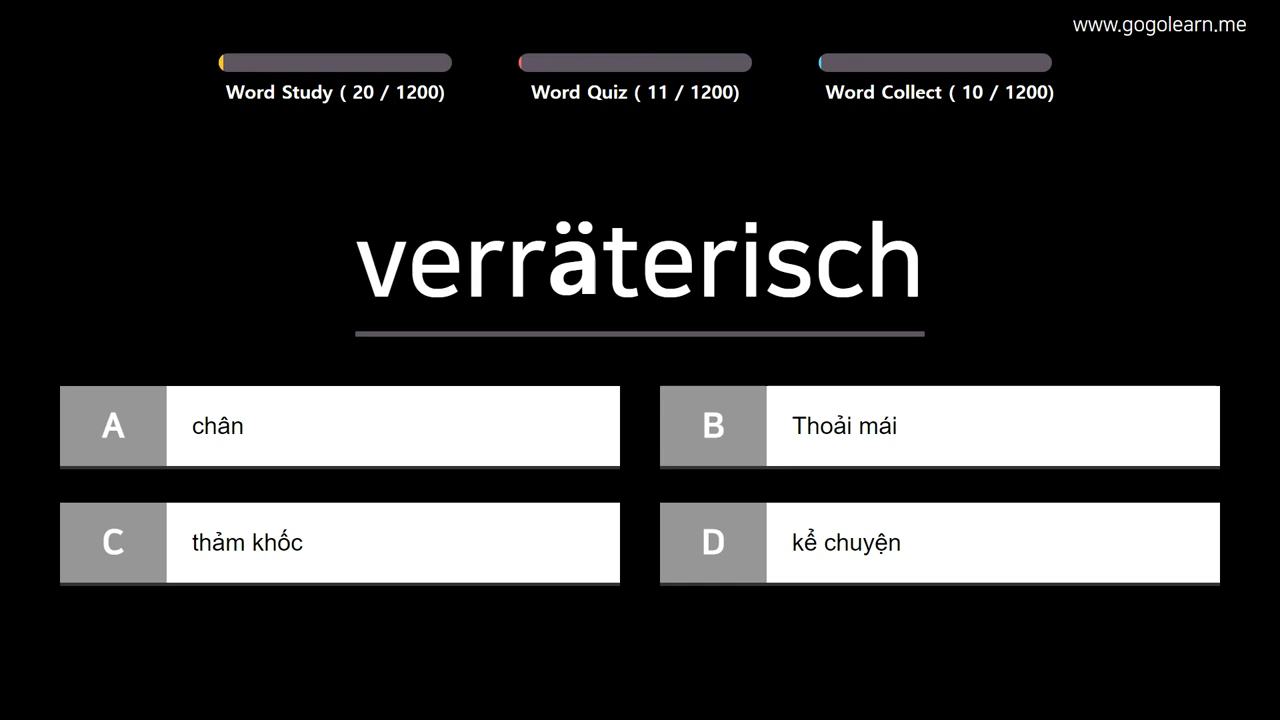 www.gogolearn.me
Word Study ( 20 / 1200)
Word Quiz ( 11 / 1200)
Word Collect ( 10 / 1200)
verräterisch
A chân
B Thoải mái
C thảm khốc
D kể chuyện